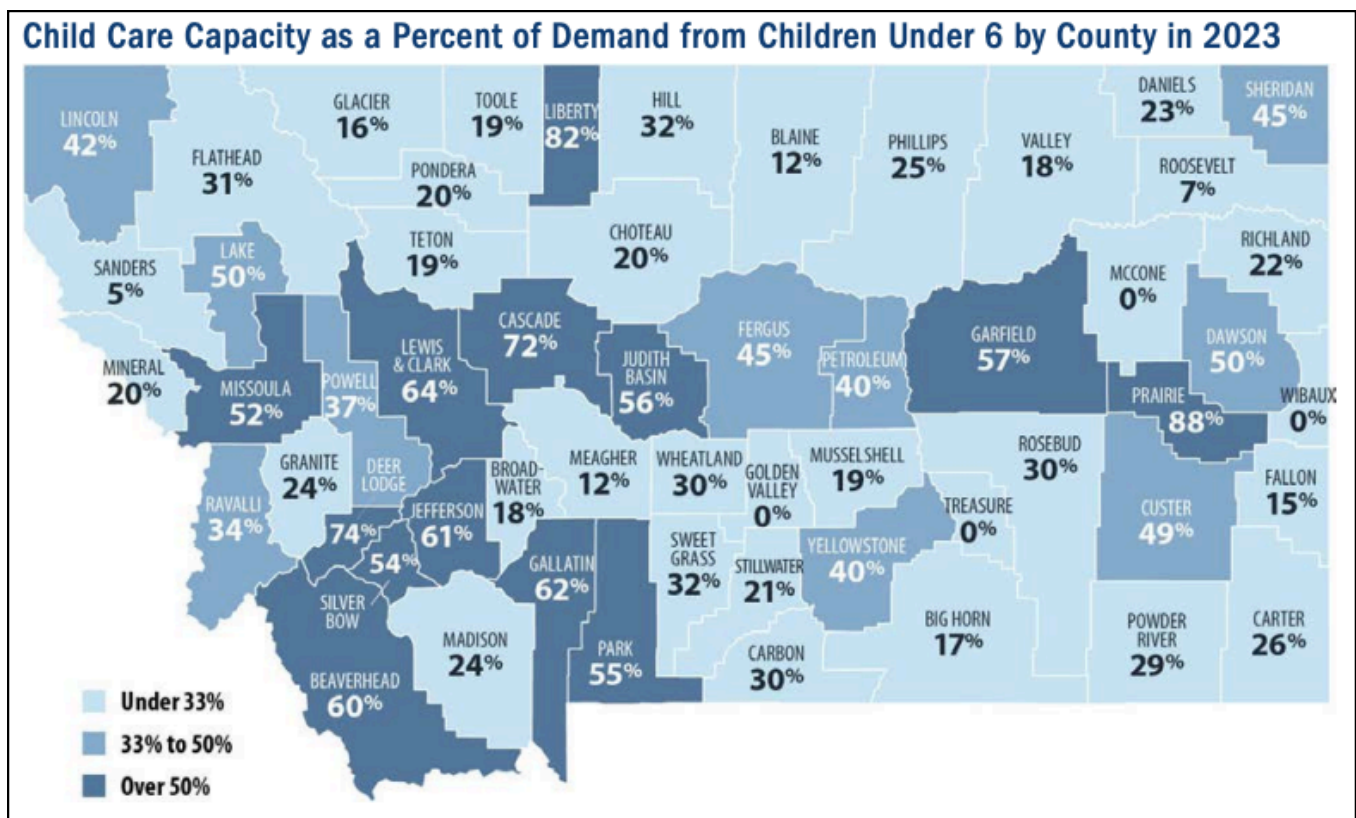 Child Care Capacity as a Percent of Demand from Children Under 6 by County in 2023
LINCOLN
42%
FLATHEAD
31%
GLACIER
16%
TOOLE
19%
LIBERTY
82%
HILL
32%
BLAINE
12%
PHILLIPS
25%
VALLEY
18%
DANIELS
23%
SHERIDAN
45%
ROOSEVELT
7%
PONDERA
20%
SANDERS
5%
LAKE
50%
TETON
19%
CHOTEAU
20%
MCCONE
0%
RICHLAND
22%
MINERAL
20%
MISSOULA
52%
POWELL
37%
LEWIS
& CLARK
64%
CASCADE
72%
JUDITH
BASIN
56%
FERGUS
45%
PETROLEUM
40%
GARFIELD
57%
DAWSON
50%
PRAIRIE
88%
WIBAUX
0%
RAVALLI
34%
GRANITE
24%
DEER
LODGE
74%
54%
SILVER
BOW
JEFFERSON
61%
BROAD-
WATER
18%
MEAGHER
12%
WHEATLAND
30%
GOLDEN
VALLEY
0%
MUSSELSHELL
19%
ROSEBUD
30%
TREASURE
0%
CUSTER
49%
FALLON
15%
BEAVERHEAD
60%
MADISON
24%
GALLATIN
62%
PARK
55%
SWEET
GRASS
32%
STILLWATER
21%
YELLOWSTONE
40%
CARBON
30%
BIG HORN
17%
POWDER
RIVER
29%
CARTER
26%
Under 33%
33% to 50%
Over 50%